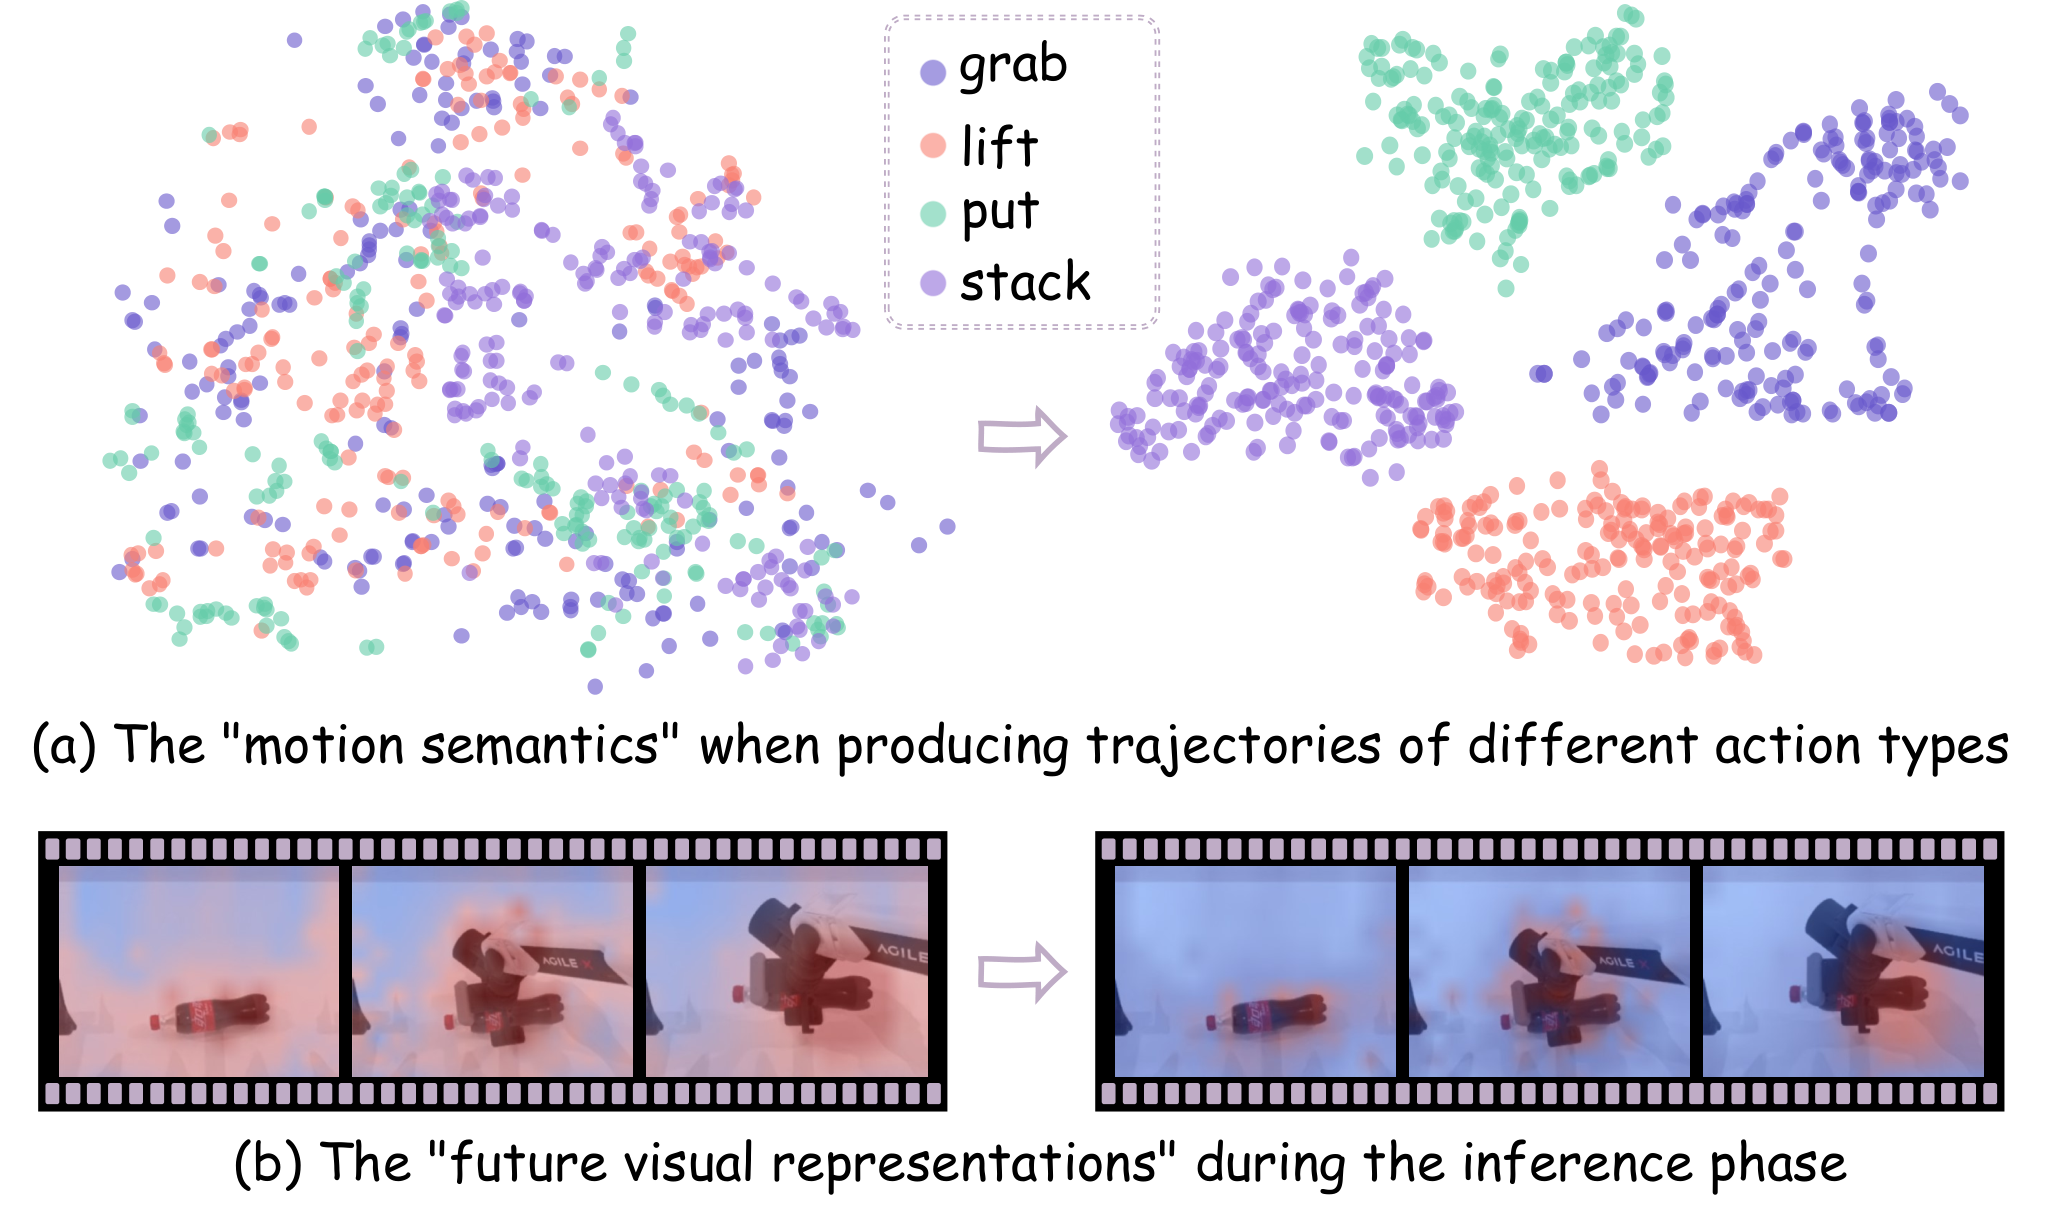 grab
lift
put
stack
(a) The "motion semantics" when producing trajectories of different action types
AGILE X
AGILE
AGILE X
AGILE
(b) The "future visual representations" during the inference phase